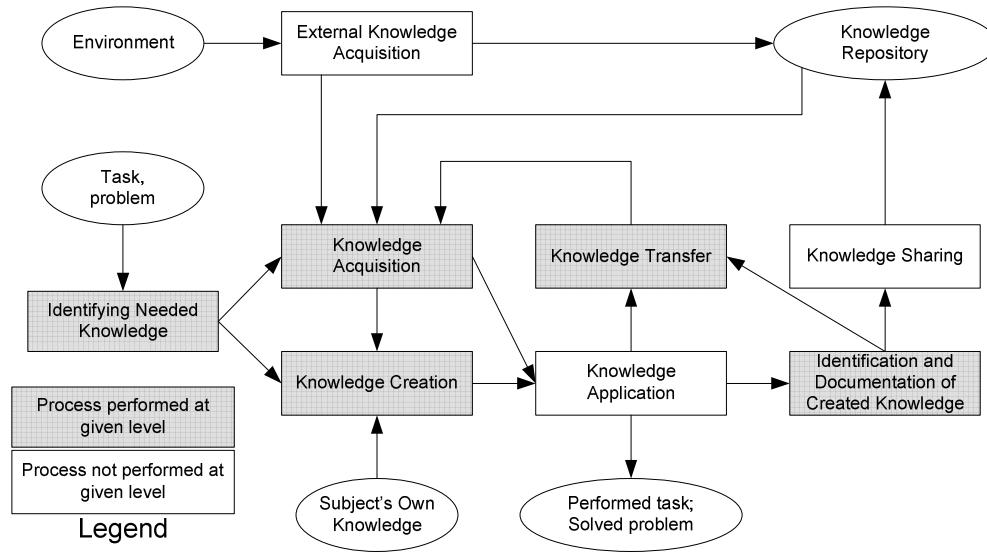 Environment
External Knowledge
Acquisition
Knowledge
Repository
Task,
problem
Knowledge
Acquisition
Knowledge Transfer
Knowledge Sharing
Identifying Needed
Knowledge
Knowledge Creation
Knowledge
Application
Identification and
Documentation of
Created Knowledge
Process performed at
given level
Process not performed at
given level
Legend
Subject's Own
Knowledge
Performed task;
Solved problem